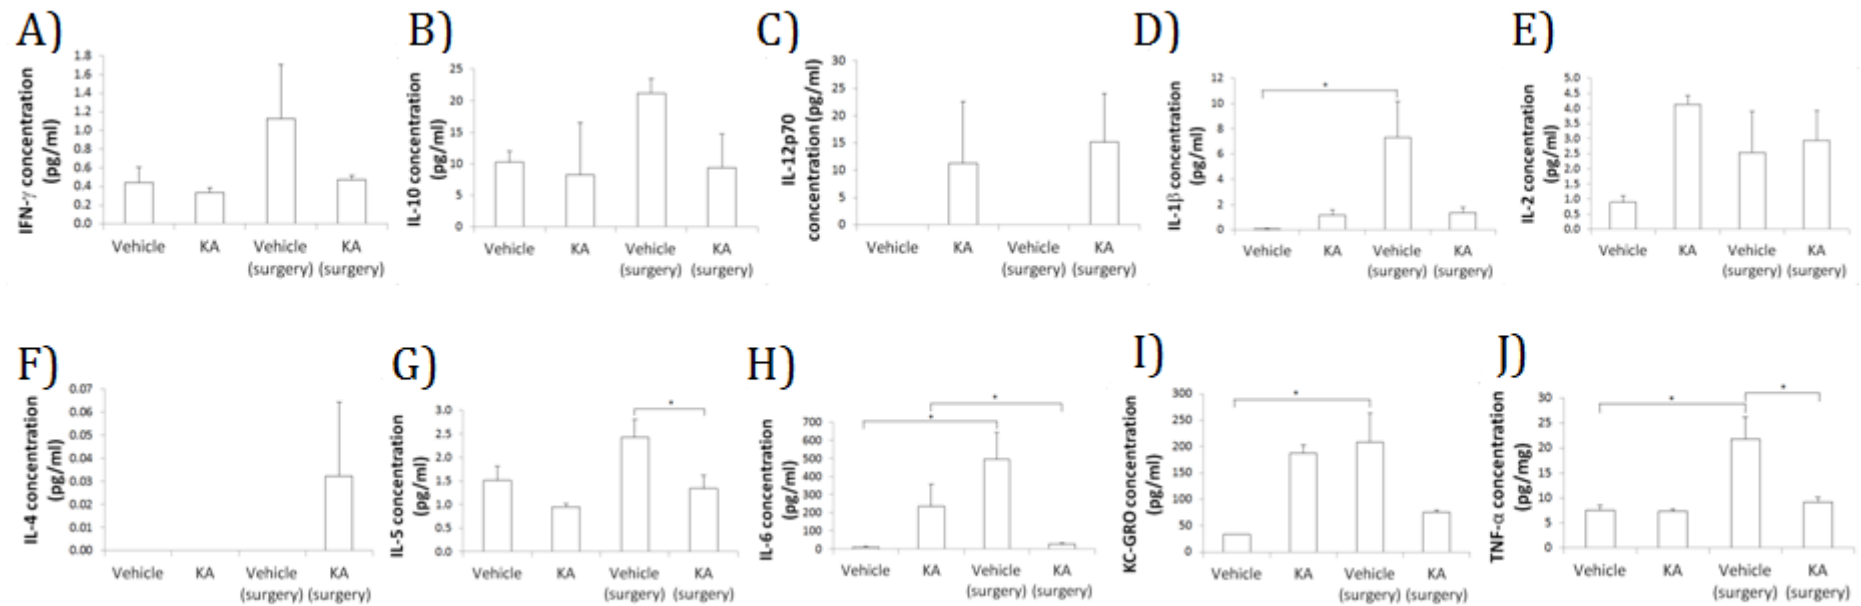 A)
IFN-γ concentration
(pg/ml)
1.8
1.6
1.4
1.2
1.0
0.8
0.6
0.4
0.2
0.0
Vehicle KA Vehicle KA
(surgery) (surgery)
B)
IL-10 concentration
(pg/ml)
25
20
15
10
5
0
Vehicle KA Vehicle KA
(surgery) (surgery)
C)
IL-12p70
concentration (pg/ml)
30
25
20
15
10
5
0
Vehicle KA Vehicle KA
(surgery) (surgery)
D)
IL-1β concentration
(pg/ml)
12
10
8
6
4
2
0
*
Vehicle KA Vehicle KA
(surgery) (surgery)
E)
IL-2 concentration
(pg/ml)
5.0
4.5
4.0
3.5
3.0
2.5
2.0
1.5
1.0
0.5
0.0
Vehicle KA Vehicle KA
(surgery) (surgery)
F)
IL-4 concentration
(pg/ml)
0.07
0.06
0.05
0.04
0.03
0.02
0.01
0.00
Vehicle KA Vehicle KA
(surgery) (surgery)
G)
IL-5 concentration
(pg/ml)
3.0
2.5
2.0
1.5
1.0
0.5
0.0
*
Vehicle KA Vehicle KA
(surgery) (surgery)
H)
IL-6 concentration
(pg/ml)
700
600
500
400
300
200
100
0
*
*
Vehicle KA Vehicle KA
(surgery) (surgery)
I)
KC-GRO concentration
(pg/ml)
300
250
200
150
100
50
0
*
Vehicle KA Vehicle KA
(surgery) (surgery)
J)
TNF-α concentration
(pg/mg)
30
25
20
15
10
5
0
*
*
Vehicle KA Vehicle KA
(surgery) (surgery)